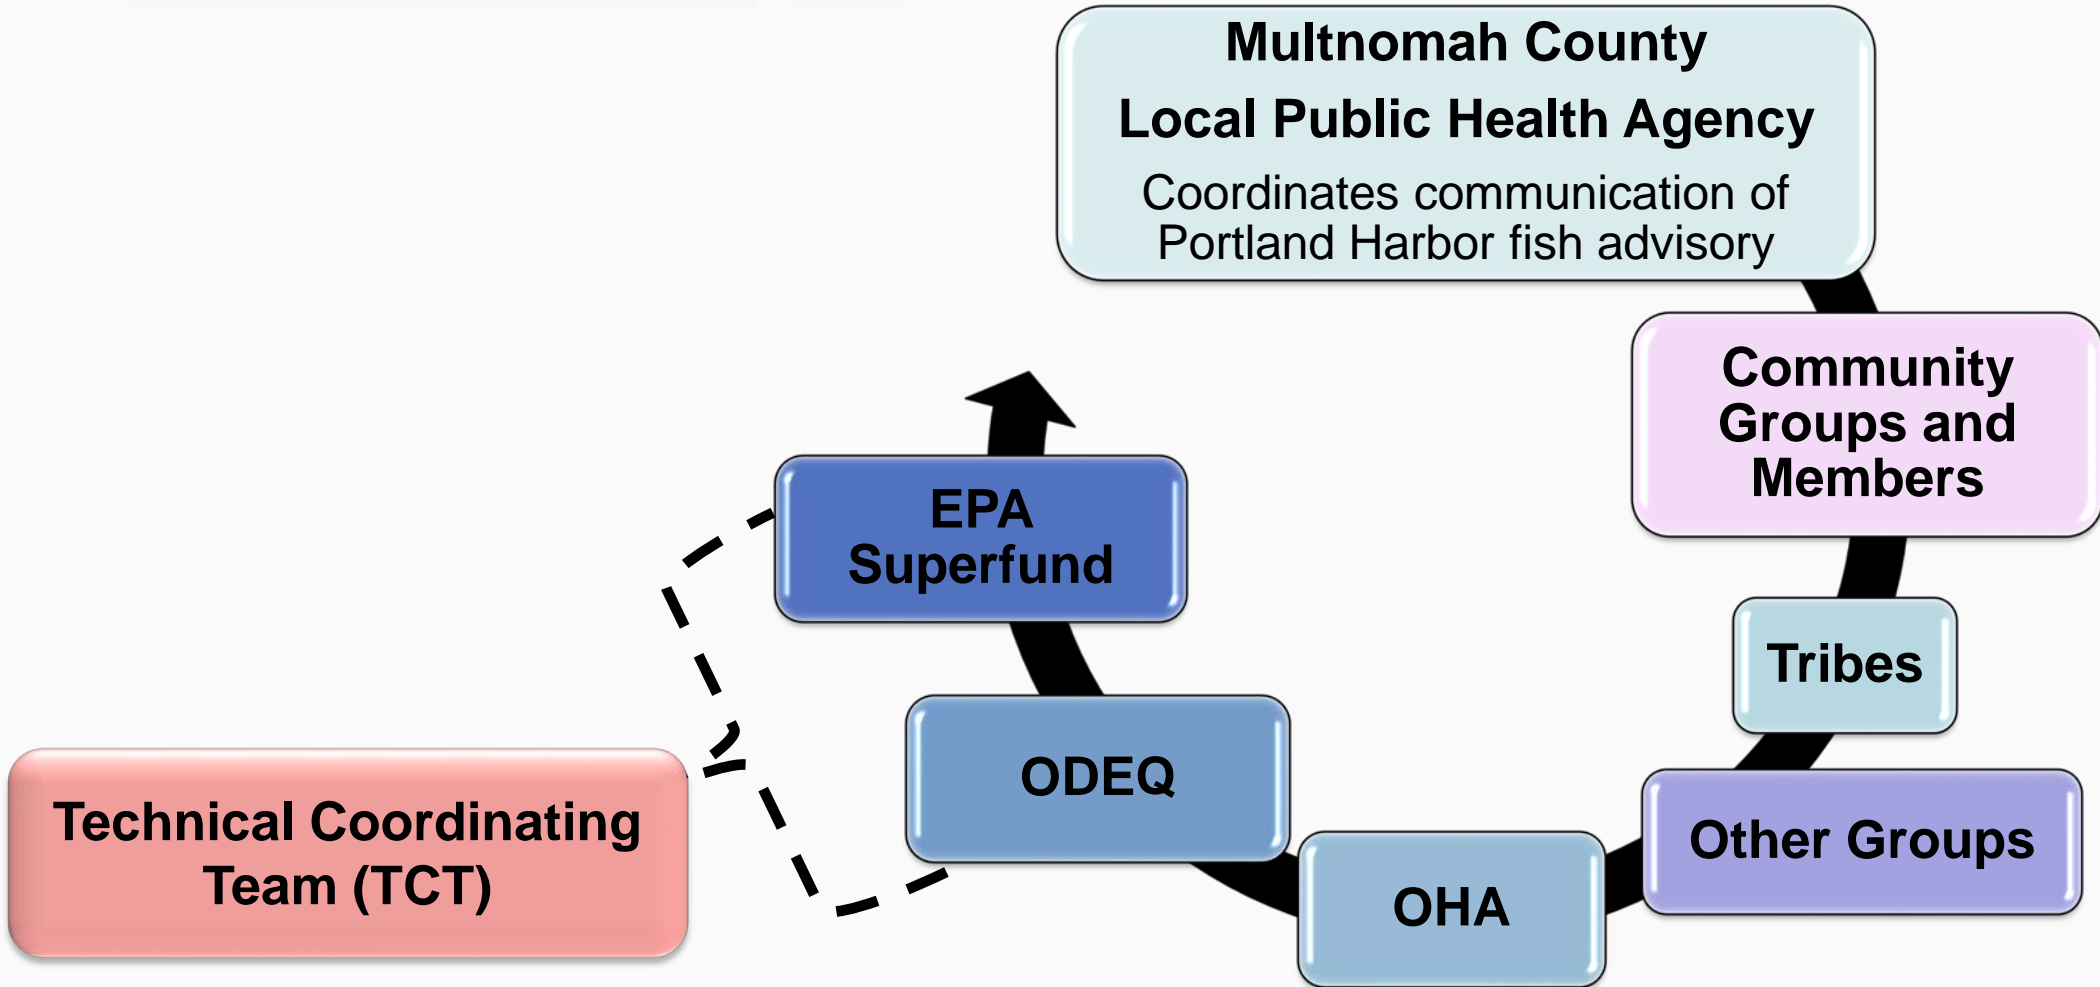 Multnomah County
Local Public Health Agency
Coordinates communication of
Portland Harbor fish advisory
Community
Groups and
Members
EPA
Superfund
Tribes
ODEQ
Technical Coordinating
Team (TCT)
Other Groups
OHA